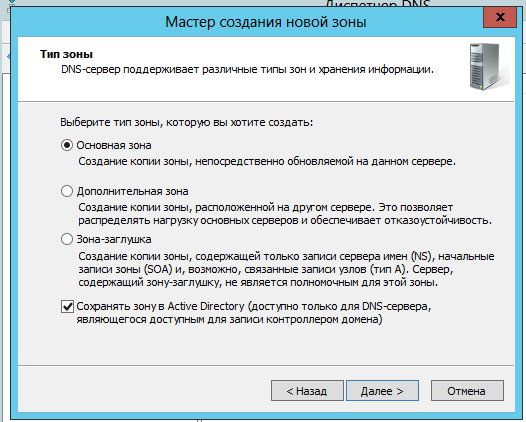 Диспетчер DNS
Мастер создания новой зоны
x
Тип зоны
DNS-сервер поддерживает различные типы зон и хранения информации.
Выберите тип зоны, которую вы хотите создать:
Основная зона
Создание копии зоны, непосредственно обновляемой на данном сервере.
Дополнительная зона
Создание копии зоны, расположенной на другом сервере. Это позволяет
распределять нагрузку основных серверов и обеспечивает отказоустойчивость.
Зона-заглушка
Создание копии зоны, содержащей только записи сервера имен (NS), начальные
записи зоны (SOA) и, возможно, связанные записи узлов (тип A). Сервер,
содержащий зону-заглушку, не является полномочным для этой зоны.
Сохранять зону в Active Directory (доступно только для DNS-сервера,
являющегося доступным для записи контроллером домена)
< Назад
Далее >
Отмена